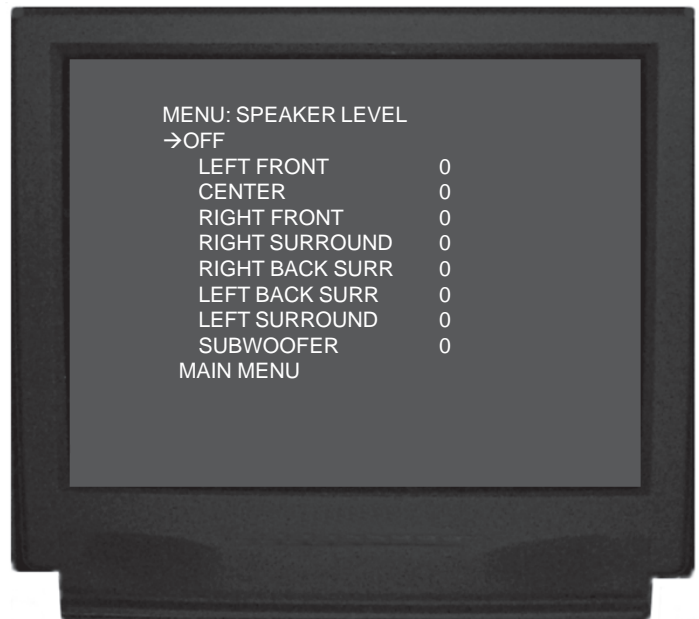 MENU: SPEAKER LEVEL
→OFF
LEFT FRONT 0
CENTER 0
RIGHT FRONT 0
RIGHT SURROUND 0
RIGHT BACK SURR 0
LEFT BACK SURR 0
LEFT SURROUND 0
SUBWOOFER 0
MAIN MENU